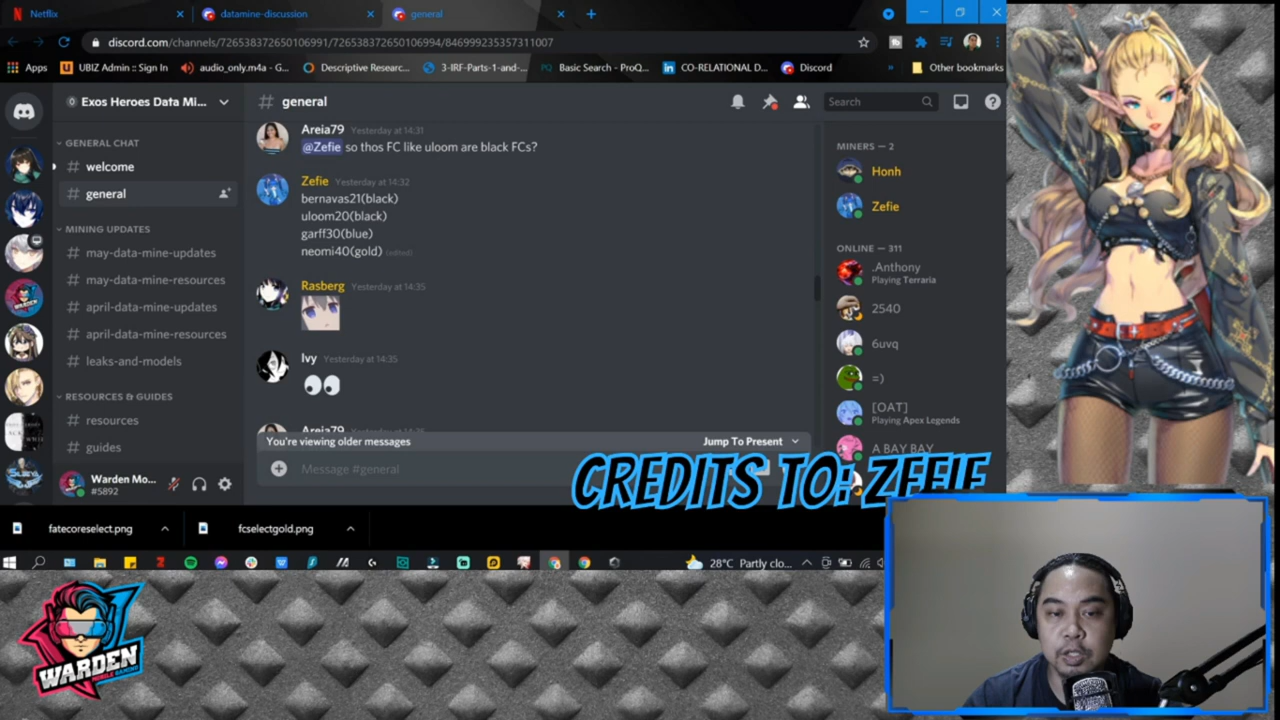 Netflix
datamine-discussion
general
discord.com/channels/726538372650106991/726538372650106994/846999235357311007
Apps
UBIZ Admin :: Sign In
audio_only.m4a - G...
Descriptive Researc...
3-IRF-Parts-1-and-...
Basic Search - ProQ...
CO-RELATIONAL D...
Discord
»
Other bookmarks
Exos Heroes Data Mi...
# general
Search
GENERAL CHAT
# welcome
# general
MINING UPDATES
# may-data-mine-updates
# may-data-mine-resources
# april-data-mine-updates
# april-data-mine-resources
# leaks-and-models
RESOURCES & GUIDES
# resources
# guides
Warden Mo...
#5892
Areia79 Yesterday at 14:31
@Zefie so thos FC like uloom are black FCs?
Zefie Yesterday at 14:32
bernavas21(black)
uloom20(black)
garff30(blue)
neomi40(gold) (edited)
Rasberg Yesterday at 14:35
Ivy Yesterday at 14:35
Areia79
You're viewing older messages
Jump To Present
Message #general
MINERS — 2
Honh
Zefie
ONLINE — 311
.Anthony
Playing Terraria
2540
6uvq
=)
[OAT]
Playing Apex Legends
A BAY BAY
CREDITS TO: ZEFIE
fatecoreselect.png
fcselectgold.png
28°C Partly clo...
WARDEN
MOBILE GAMING